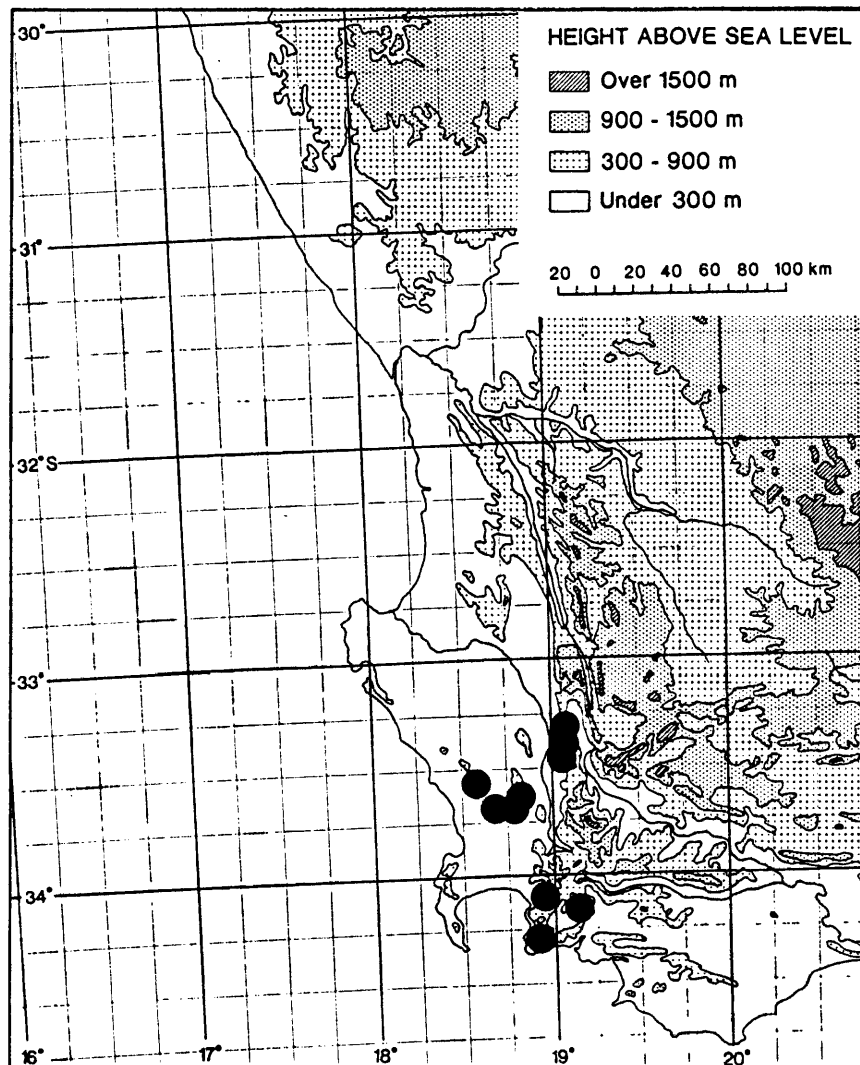 HEIGHT ABOVE SEA LEVEL
Over 1500 m
900 - 1500 m
300 - 900 m
Under 300 m
20 0 20 40 60 80 100 km
30°
31°
32°S
33°
34°
16°
17°
18°
19°
20°